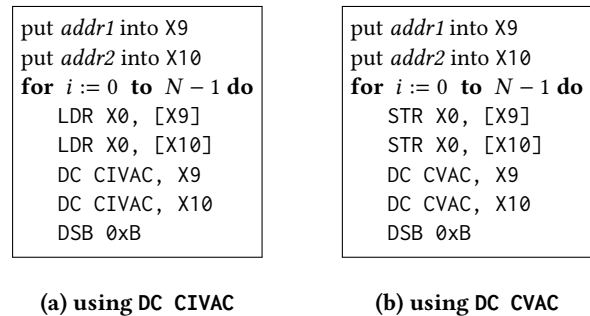 put addr1 into X9
put addr2 into X10
for i := 0 to N − 1 do
LDR X0, [X9]
LDR X0, [X10]
DC CIVAC, X9
DC CIVAC, X10
DSB 0xB
(a) using DC CIVAC
put addr1 into X9
put addr2 into X10
for i := 0 to N − 1 do
STR X0, [X9]
STR X0, [X10]
DC CVAC, X9
DC CVAC, X10
DSB 0xB
(b) using DC CVAC